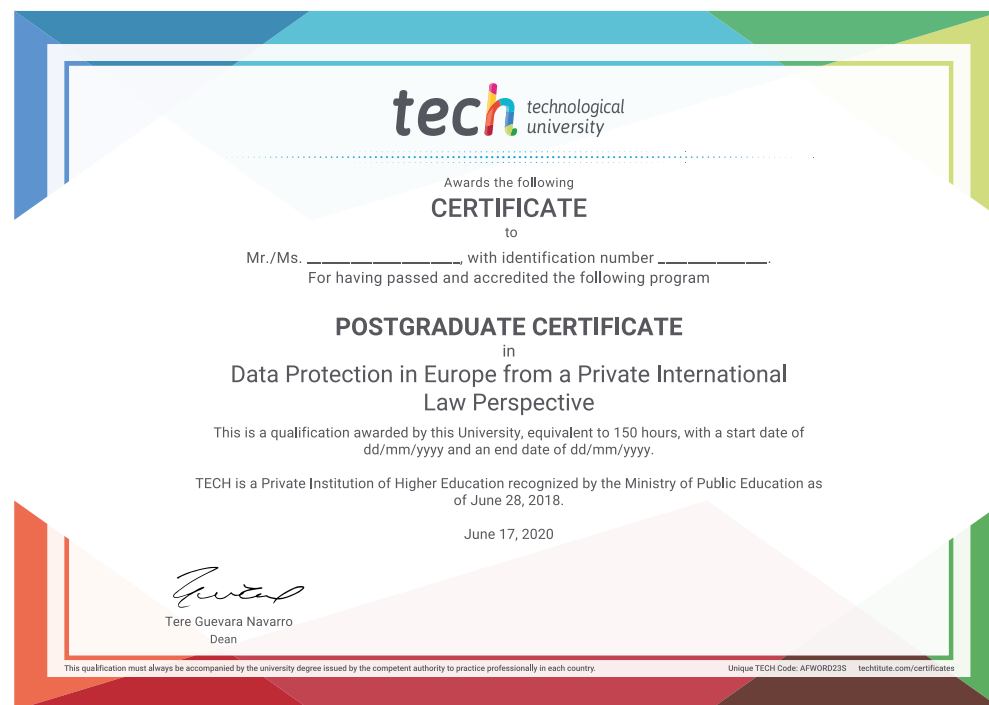 tech technological
university
Awards the following
CERTIFICATE
to
Mr./Ms. ____________________, with identification number ______________.
For having passed and accredited the following program
POSTGRADUATE CERTIFICATE
in
Data Protection in Europe from a Private International
Law Perspective
This is a qualification awarded by this University, equivalent to 150 hours, with a start date of
dd/mm/yyyy and an end date of dd/mm/yyyy.
TECH is a Private Institution of Higher Education recognized by the Ministry of Public Education as
of June 28, 2018.
June 17, 2020
Tere Guevara Navarro
Dean
This qualification must always be accompanied by the university degree issued by the competent authority to practice professionally in each country. Unique TECH Code: AFWORD23S techtitute.com/certificates